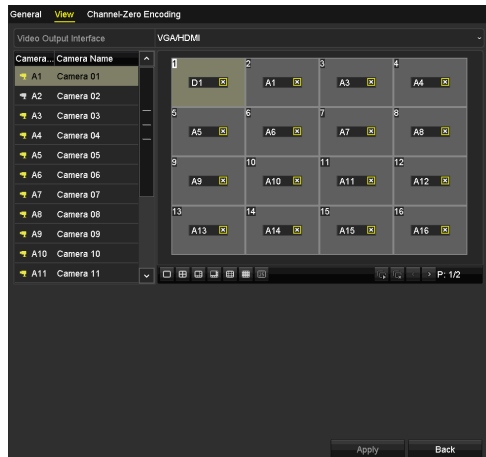 General View Channel-Zero Encoding
Video Output Interface VGA/HDMI
Camera... Camera Name
A1 Camera 01
A2 Camera 02
A3 Camera 03
A4 Camera 04
A5 Camera 05
A6 Camera 06
A7 Camera 07
A8 Camera 08
A9 Camera 09
A10 Camera 10
A11 Camera 11
1 2 3 4
D1 A1 A3 A4
5 6 7 8
A5 A6 A7 A8
9 10 11 12
A9 A10 A11 A12
13 14 15 16
A13 A14 A15 A16
P: 1/2
Apply Back